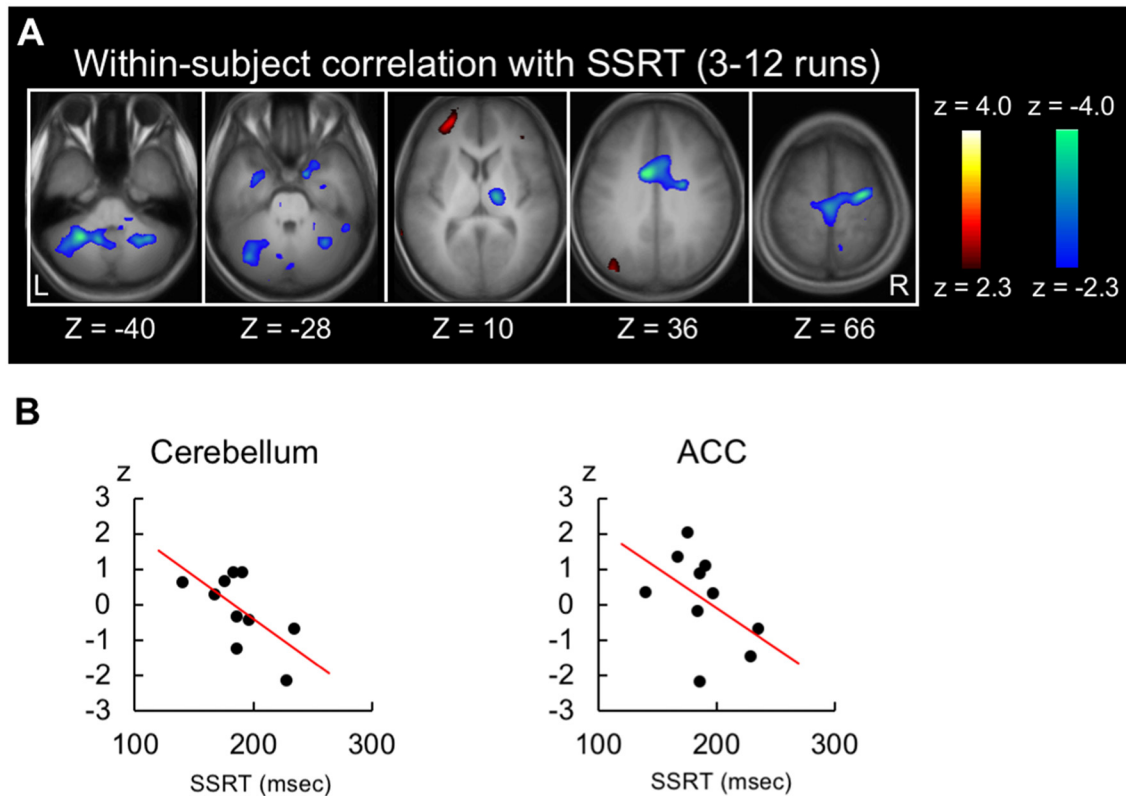 A
Within-subject correlation with SSRT (3-12 runs)
z = 4.0 z = -4.0
L R
z = 2.3 z = -2.3
Z = -40 Z = -28 Z = 10 Z = 36 Z = 66
B
Cerebellum
z
3
2
1
0
-1
-2
-3
100 200 300
SSRT (msec)
ACC
z
3
2
1
0
-1
-2
-3
100 200 300
SSRT (msec)